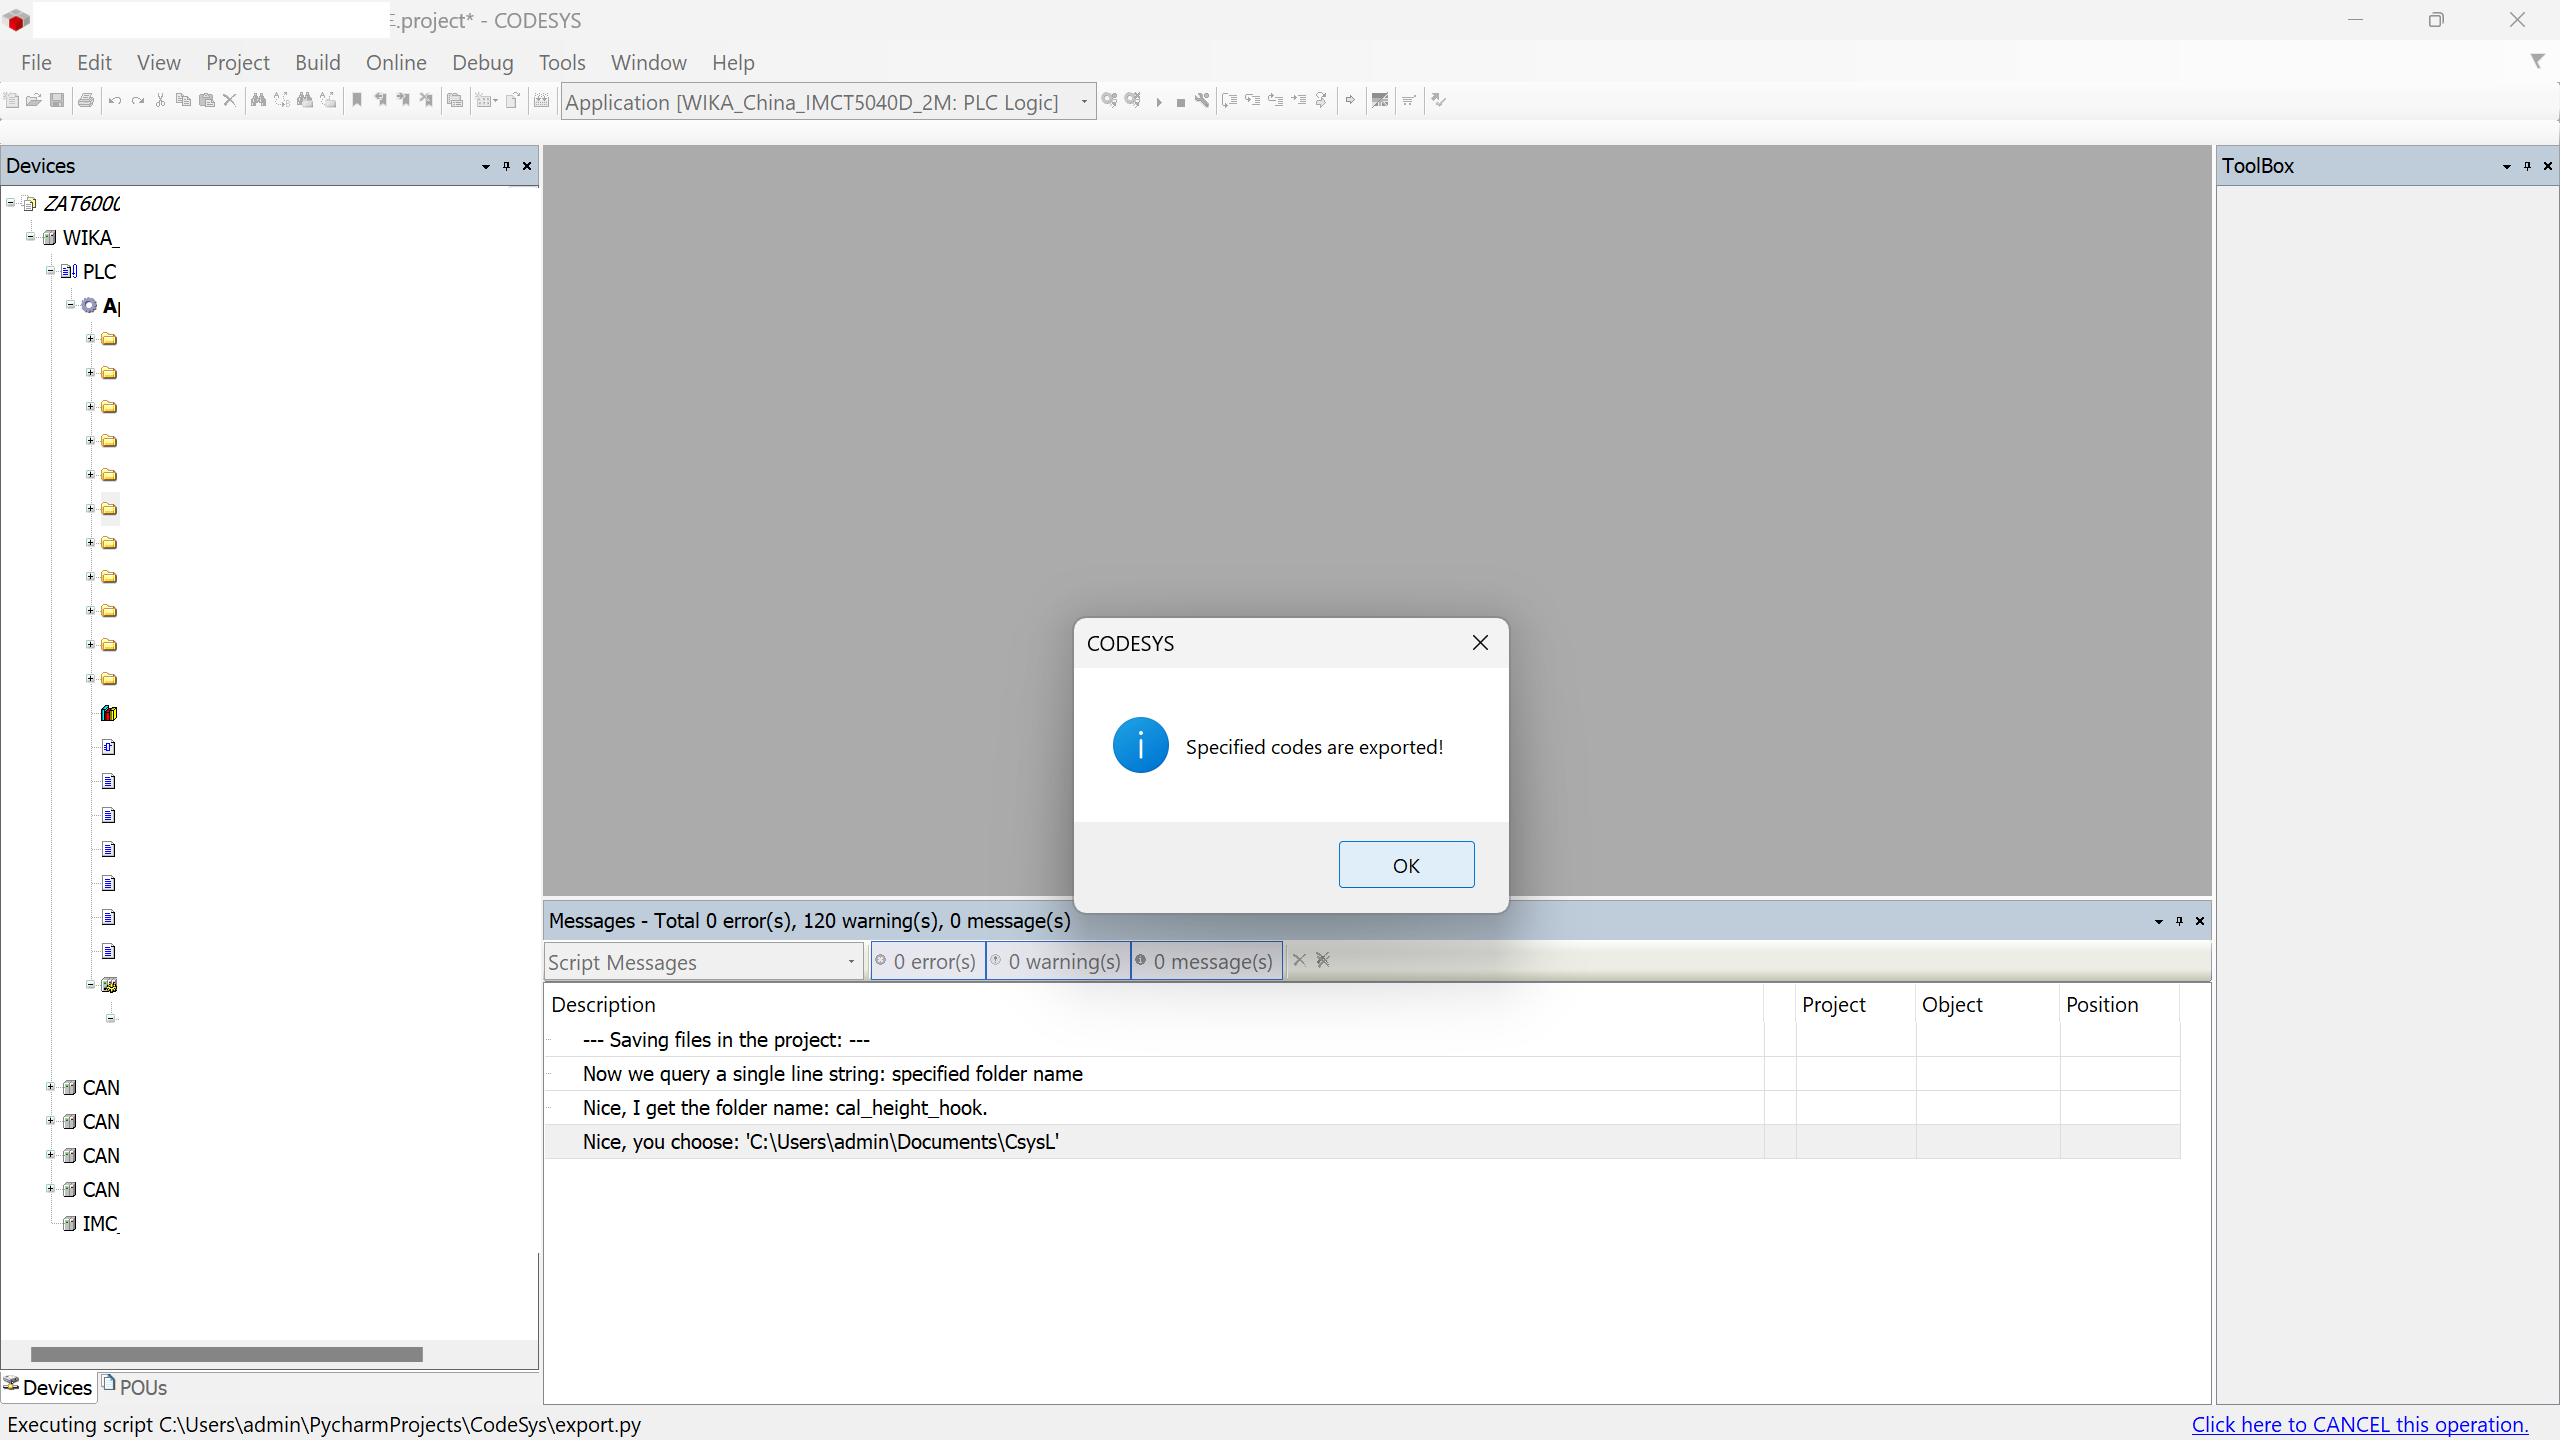 .project* - CODESYS
File Edit View Project Build Online Debug Tools Window Help
Application [WIKA_China_IMCT5040D_2M: PLC Logic]
Devices
ToolBox
ZAT6000
WIKA_
PLC
CAN
CAN
CAN
CAN
IMC_
Devices POUs
CODESYS
Specified codes are exported!
OK
Messages - Total 0 error(s), 120 warning(s), 0 message(s)
Script Messages 0 error(s) 0 warning(s) 0 message(s)
Description Project Object Position
--- Saving files in the project: ---
Now we query a single line string: specified folder name
Nice, I get the folder name: cal_height_hook.
Nice, you choose: 'C:\Users\admin\Documents\CsysL'
Executing script C:\Users\admin\PycharmProjects\CodeSys\export.py
Click here to CANCEL this operation.